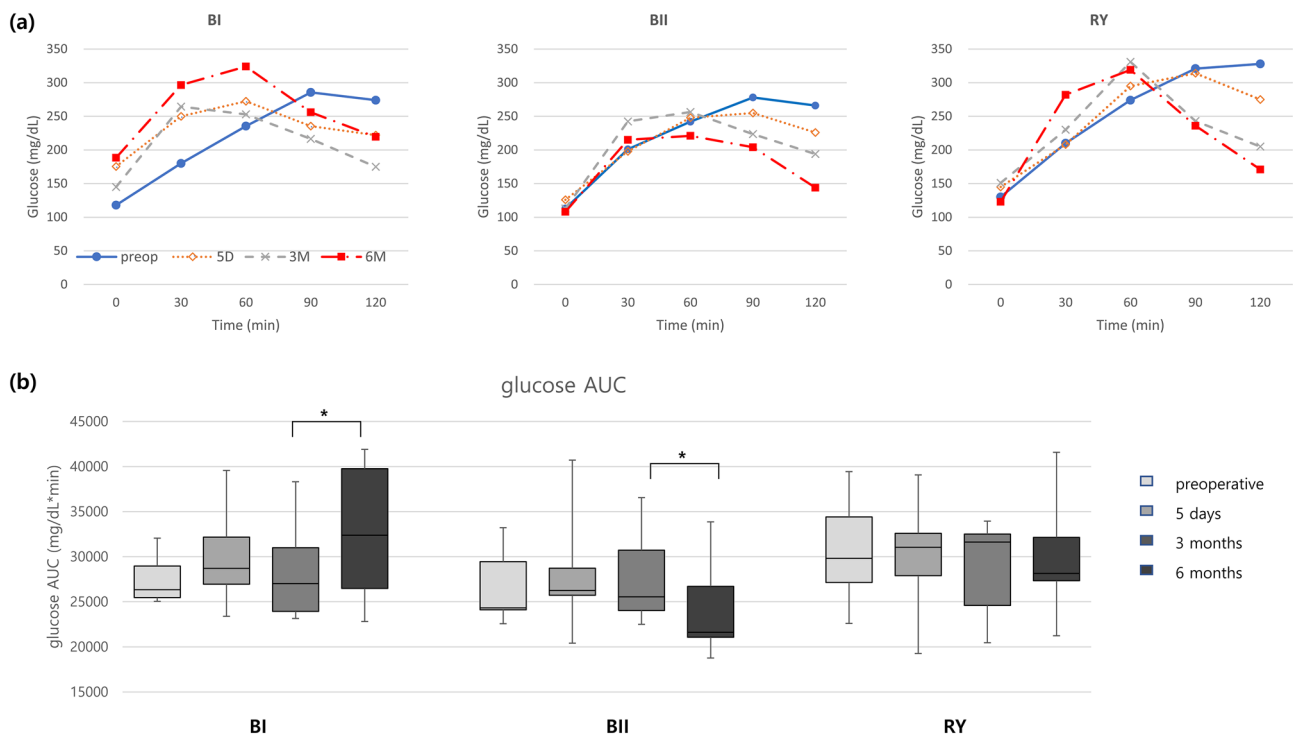 (a)
BI
BII
RY
Glucose (mg/dL)
350
300
250
200
150
100
50
0
preop 5D 3M 6M
0 30 60 90 120
Time (min)
Glucose (mg/dL)
350
300
250
200
150
100
50
0
0 30 60 90 120
Time (min)
Glucose (mg/dL)
350
300
250
200
150
100
50
0
0 30 60 90 120
Time (min)
(b)
glucose AUC
glucose AUC (mg/dL*min)
45000
40000
35000
30000
25000
20000
15000
*
*
BI BII RY
preoperative
5 days
3 months
6 months